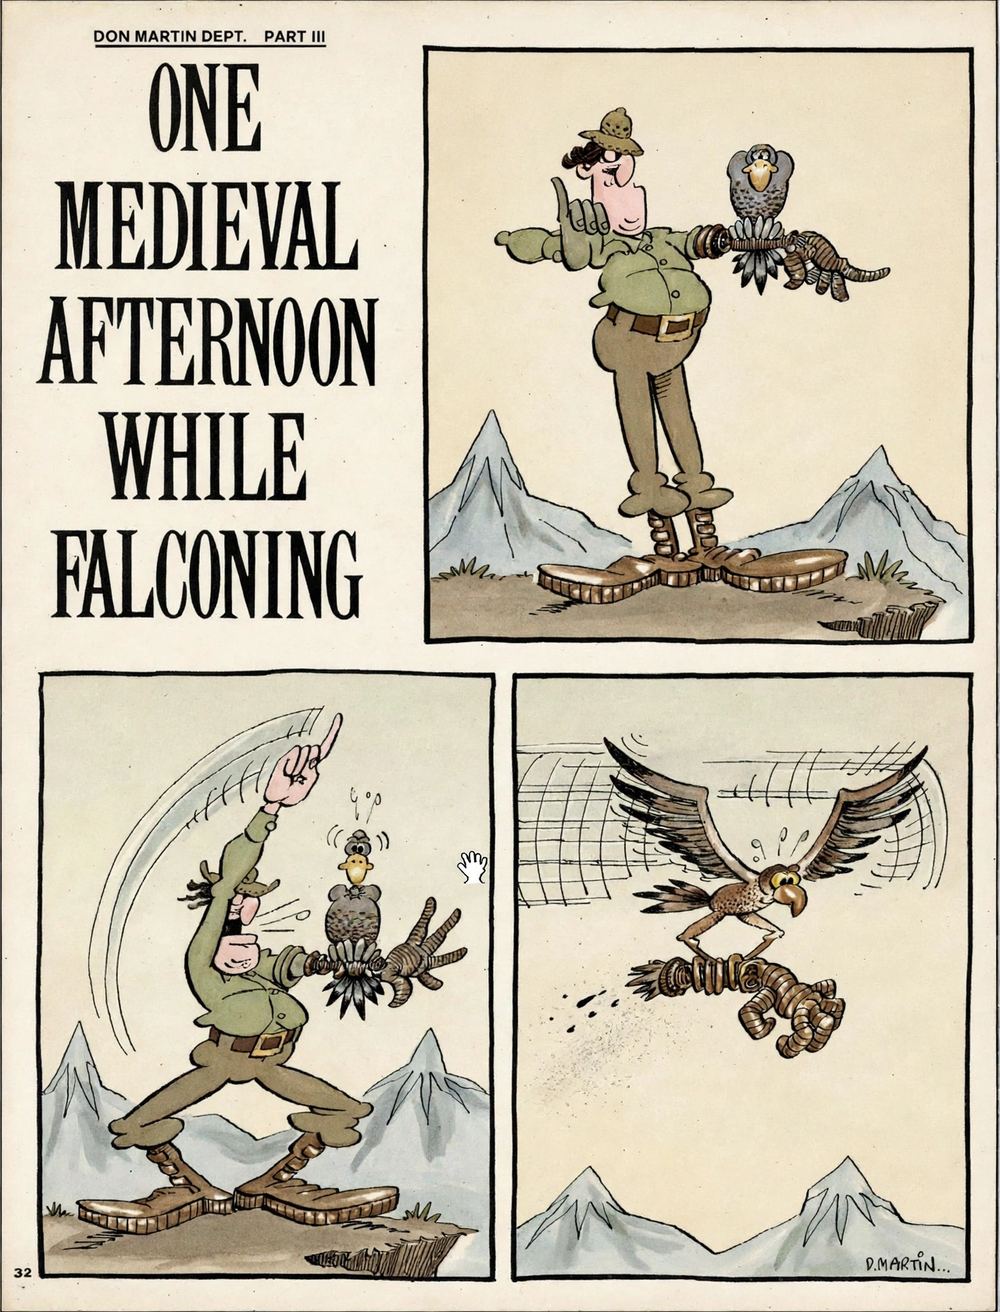 DON MARTIN DEPT. PART III
ONE
MEDIEVAL
AFTERNOON
WHILE
FALCONING
32
D.MARTIN...